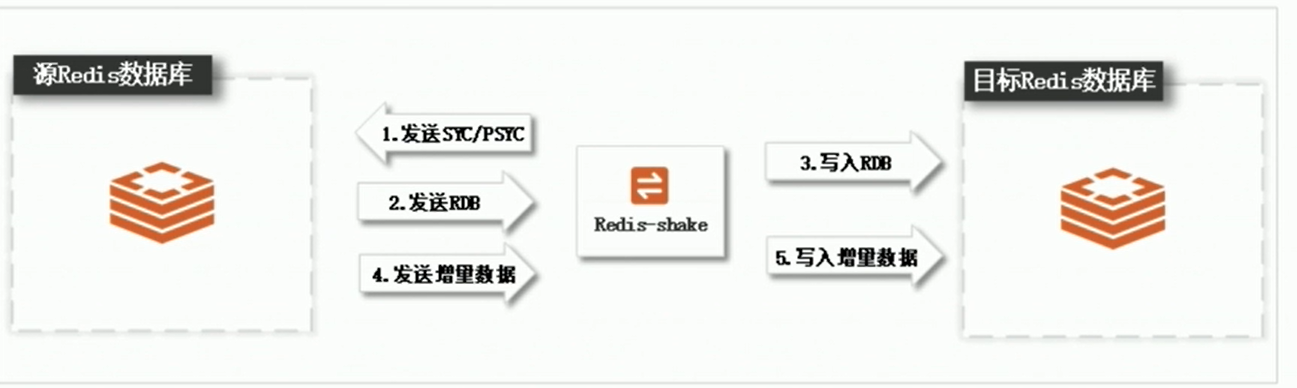 源Redis数据库
目标Redis数据库
1.发送SYC/PSYC
2.发送RDB
4.发送增量数据
Redis-shake
3.写入RDB
5.写入增量数据